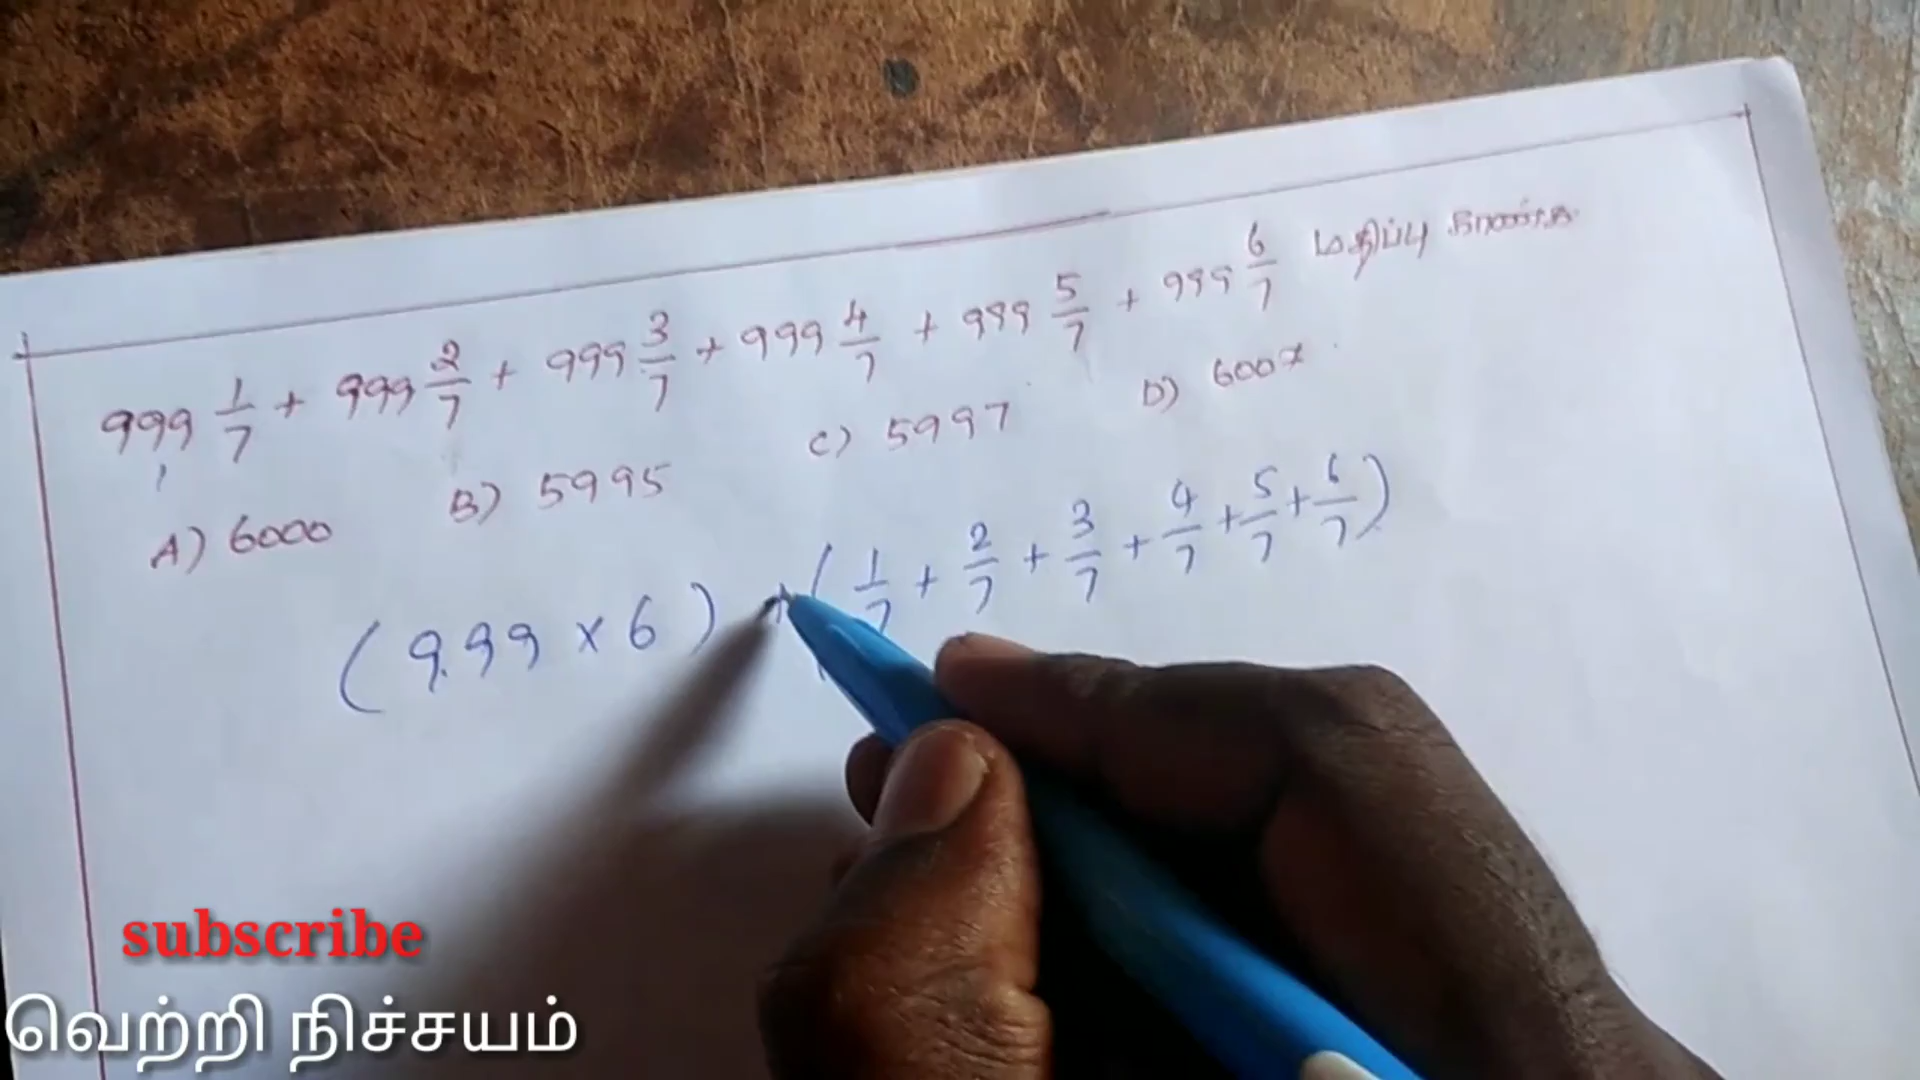 999 1/7 + 999 2/7 + 999 3/7 + 999 4/7 + 999 5/7 + 999 6/7 மதிப்பு காண்க
A) 6000 B) 5995 C) 5997 D) 6007
(999 × 6) + (1/7 + 2/7 + 3/7 + 4/7 + 5/7 + 6/7)
subscribe
வெற்றி நிச்சயம்